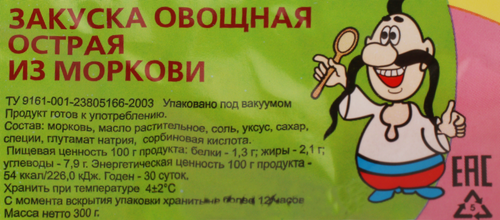 ЗАКУСКА ОВОЩНАЯ
ОСТРАЯ
ИЗ МОРКОВИ
ТУ 9161-001-23805166-2003 Упаковано под вакуумом
Продукт готов к употреблению.
Состав: морковь, масло растительное, соль, уксус, сахар,
специи, глутамат натрия, сорбиновая кислота.
Пищевая ценность 100 г продукта: белки - 1,3 г; жиры - 2,1 г;
углеводы - 7,9 г. Энергетическая ценность 100 г продукта -
54 ккал/226,0 кДж. Годен - 30 суток.
Хранить при температуре 4±2°С
С момента вскрытия упаковки хранить не более 12 часов
Масса нетто 300 г.
ЕАС
5